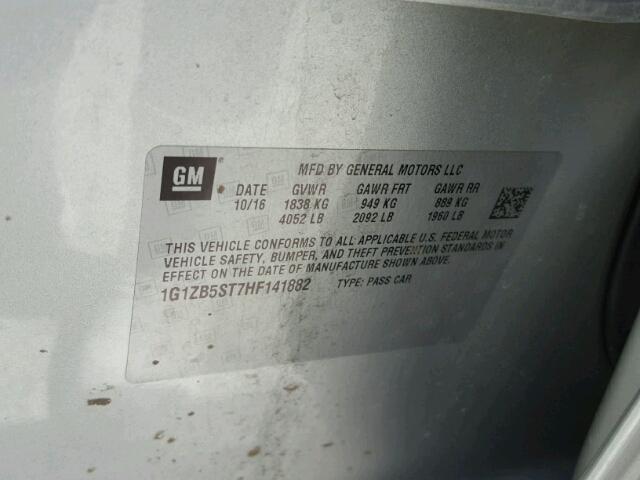 GM
MFD BY GENERAL MOTORS LLC
DATE GVWR GAWR FRT GAWR RR
10/16 1838 KG 949 KG 889 KG
4052 LB 2092 LB 1960 LB
THIS VEHICLE CONFORMS TO ALL APPLICABLE U.S. FEDERAL MOTOR
VEHICLE SAFETY, BUMPER, AND THEFT PREVENTION STANDARDS IN
EFFECT ON THE DATE OF MANUFACTURE SHOWN ABOVE.
1G1ZB5ST7HF141882 TYPE: PASS CAR